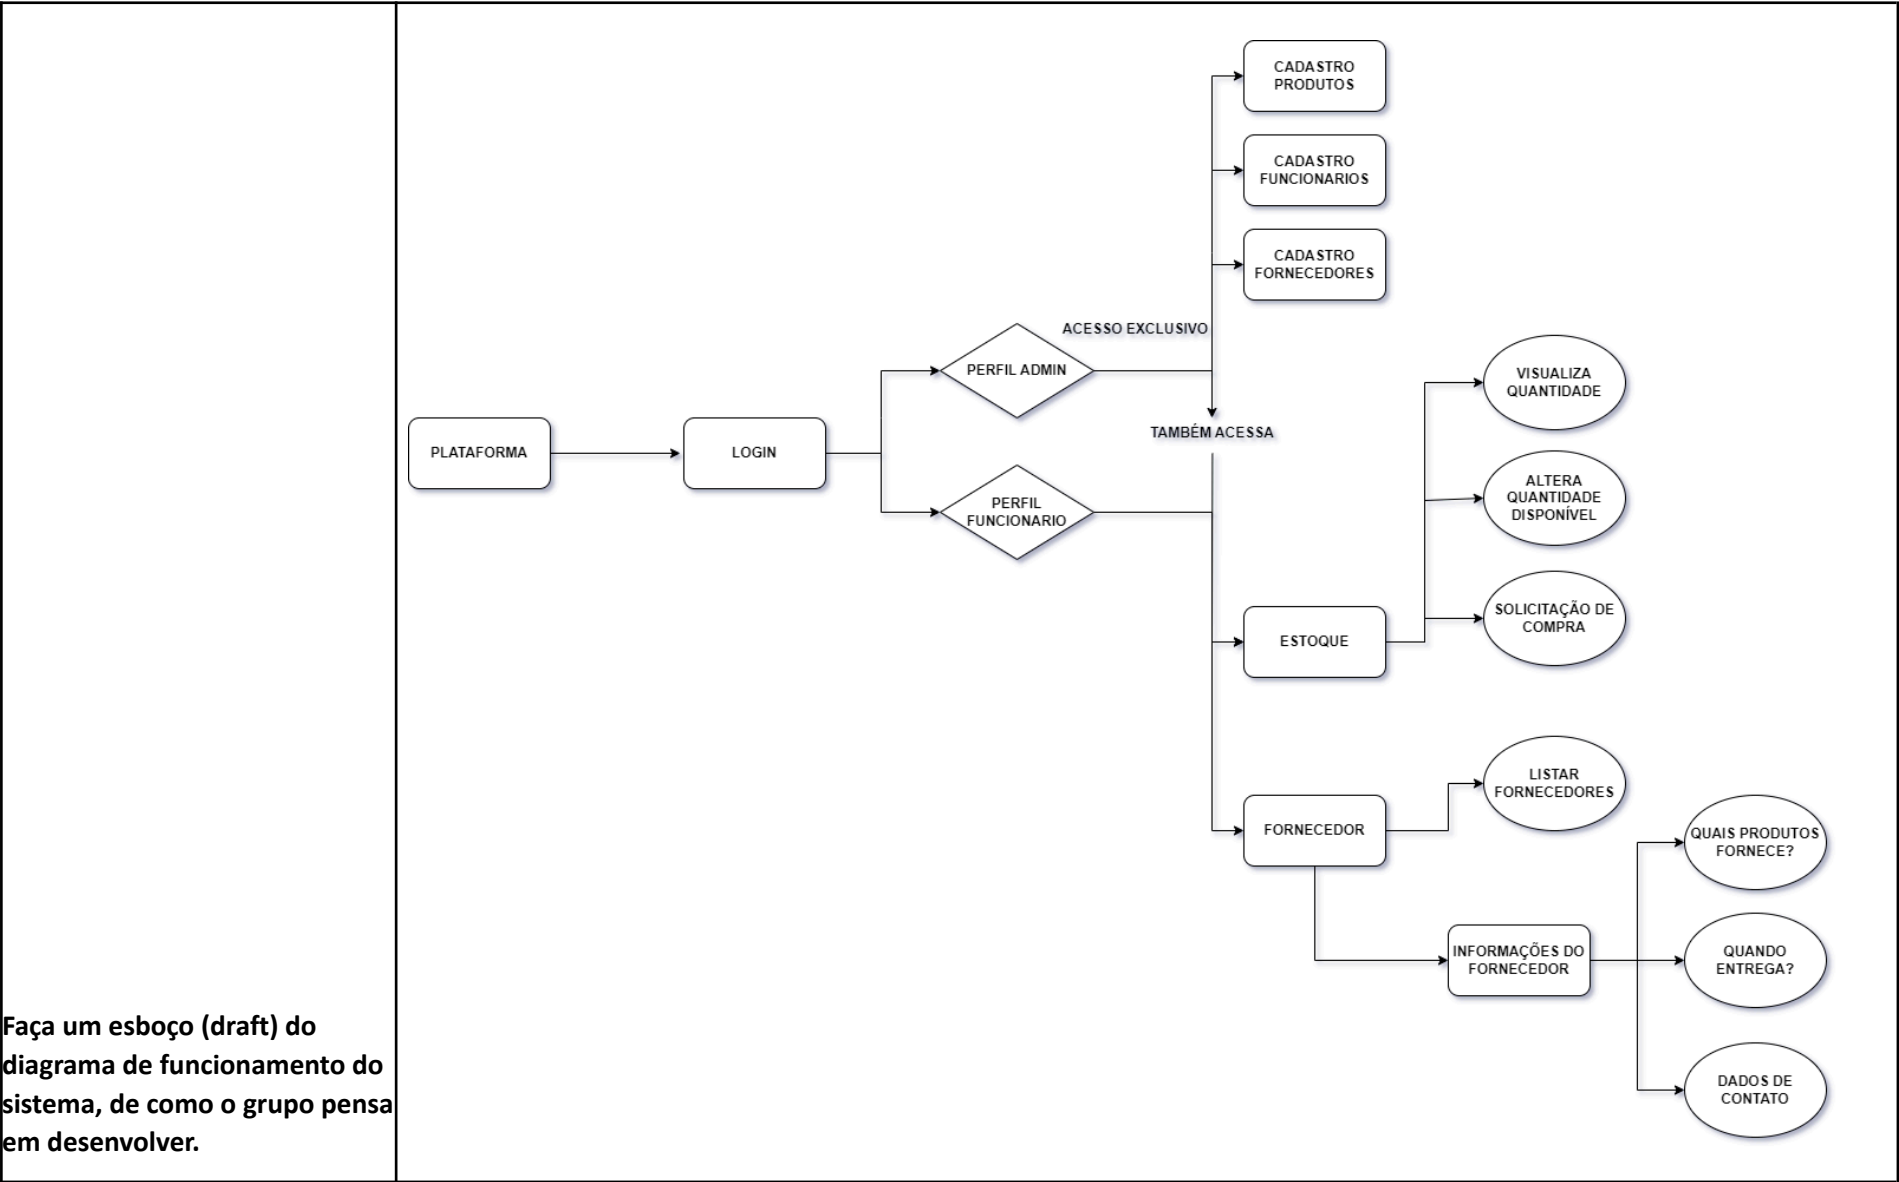 Faça um esboço (draft) do
diagrama de funcionamento do
sistema, de como o grupo pensa
em desenvolver.
PLATAFORMA
LOGIN
PERFIL ADMIN
PERFIL
FUNCIONARIO
ACESSO EXCLUSIVO
CADASTRO
PRODUTOS
CADASTRO
FUNCIONARIOS
CADASTRO
FORNECEDORES
TAMBÉM ACESSA
ESTOQUE
VISUALIZA
QUANTIDADE
ALTERA
QUANTIDADE
DISPONÍVEL
SOLICITAÇÃO DE
COMPRA
FORNECEDOR
LISTAR
FORNECEDORES
INFORMAÇÕES DO
FORNECEDOR
QUAIS PRODUTOS
FORNECE?
QUANDO
ENTREGA?
DADOS DE
CONTATO